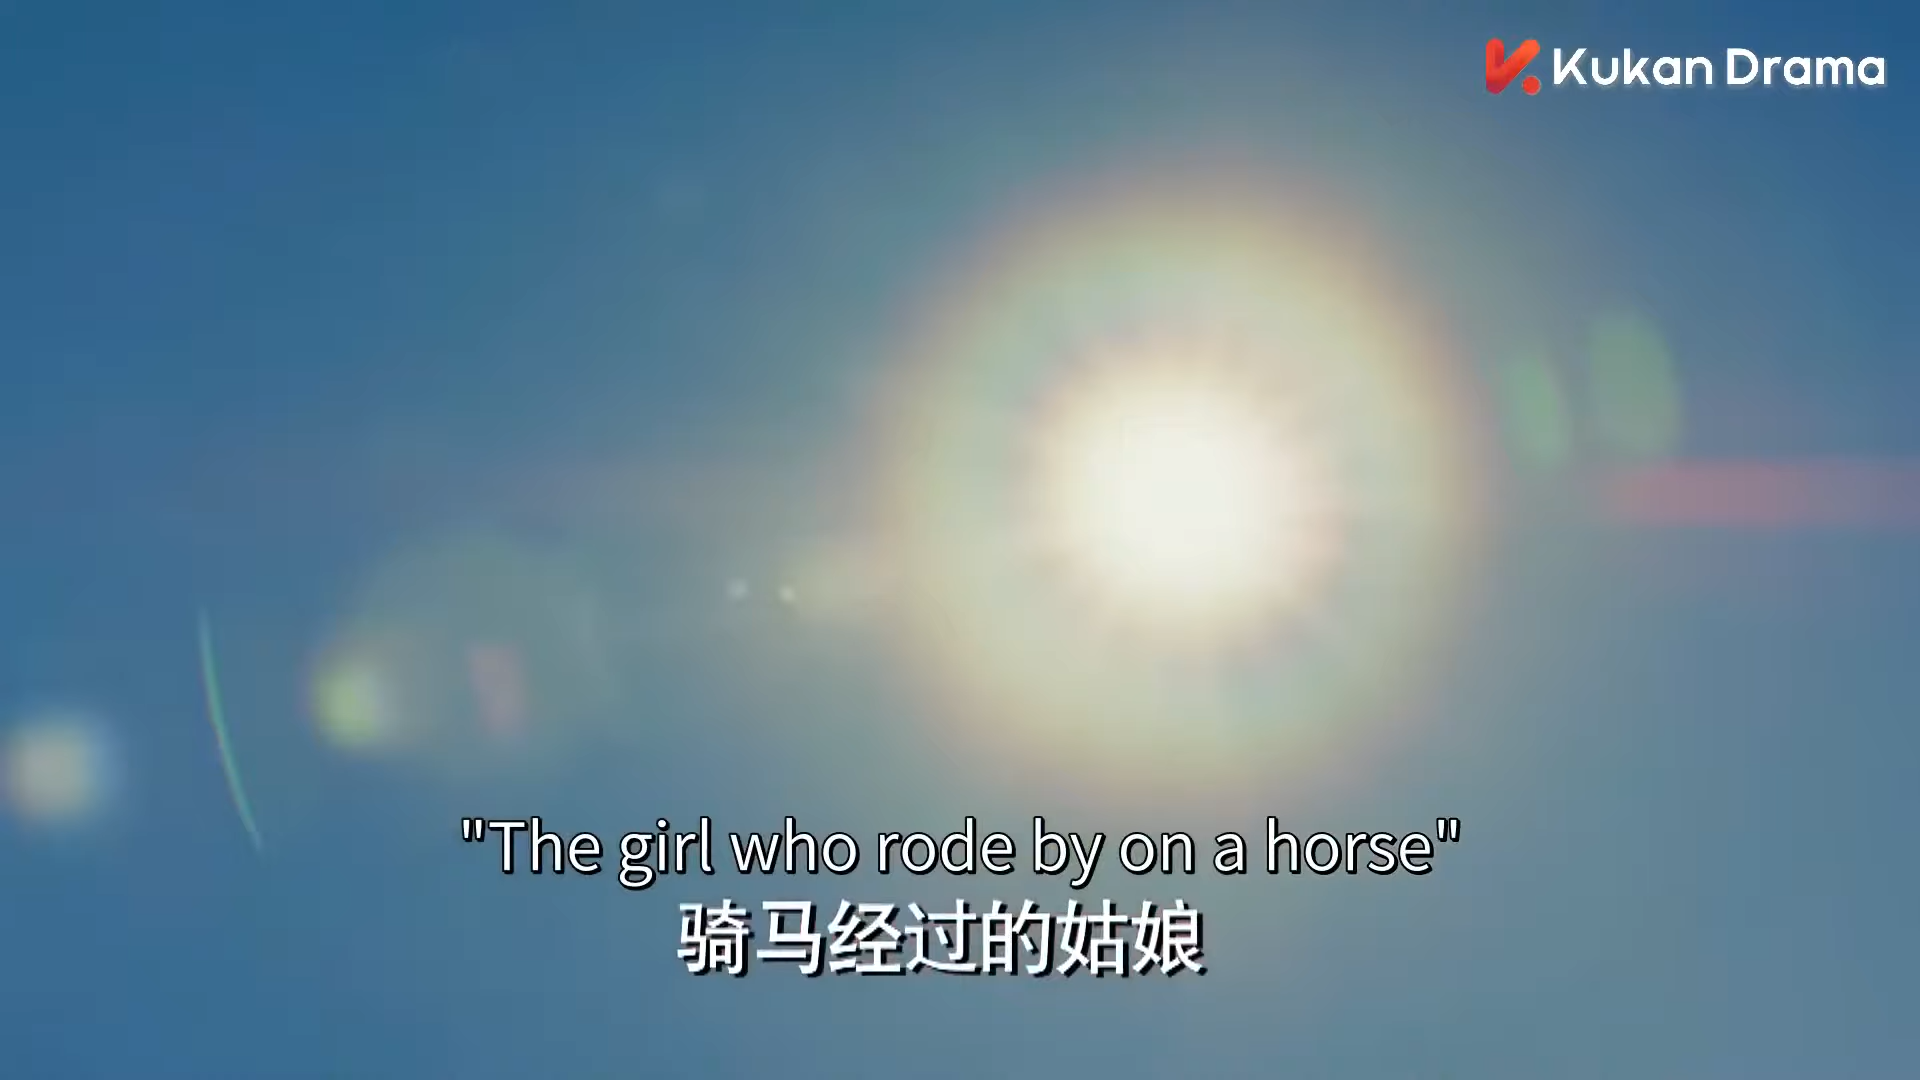 Kukan Drama
"The girl who rode by on a horse"
骑马经过的姑娘